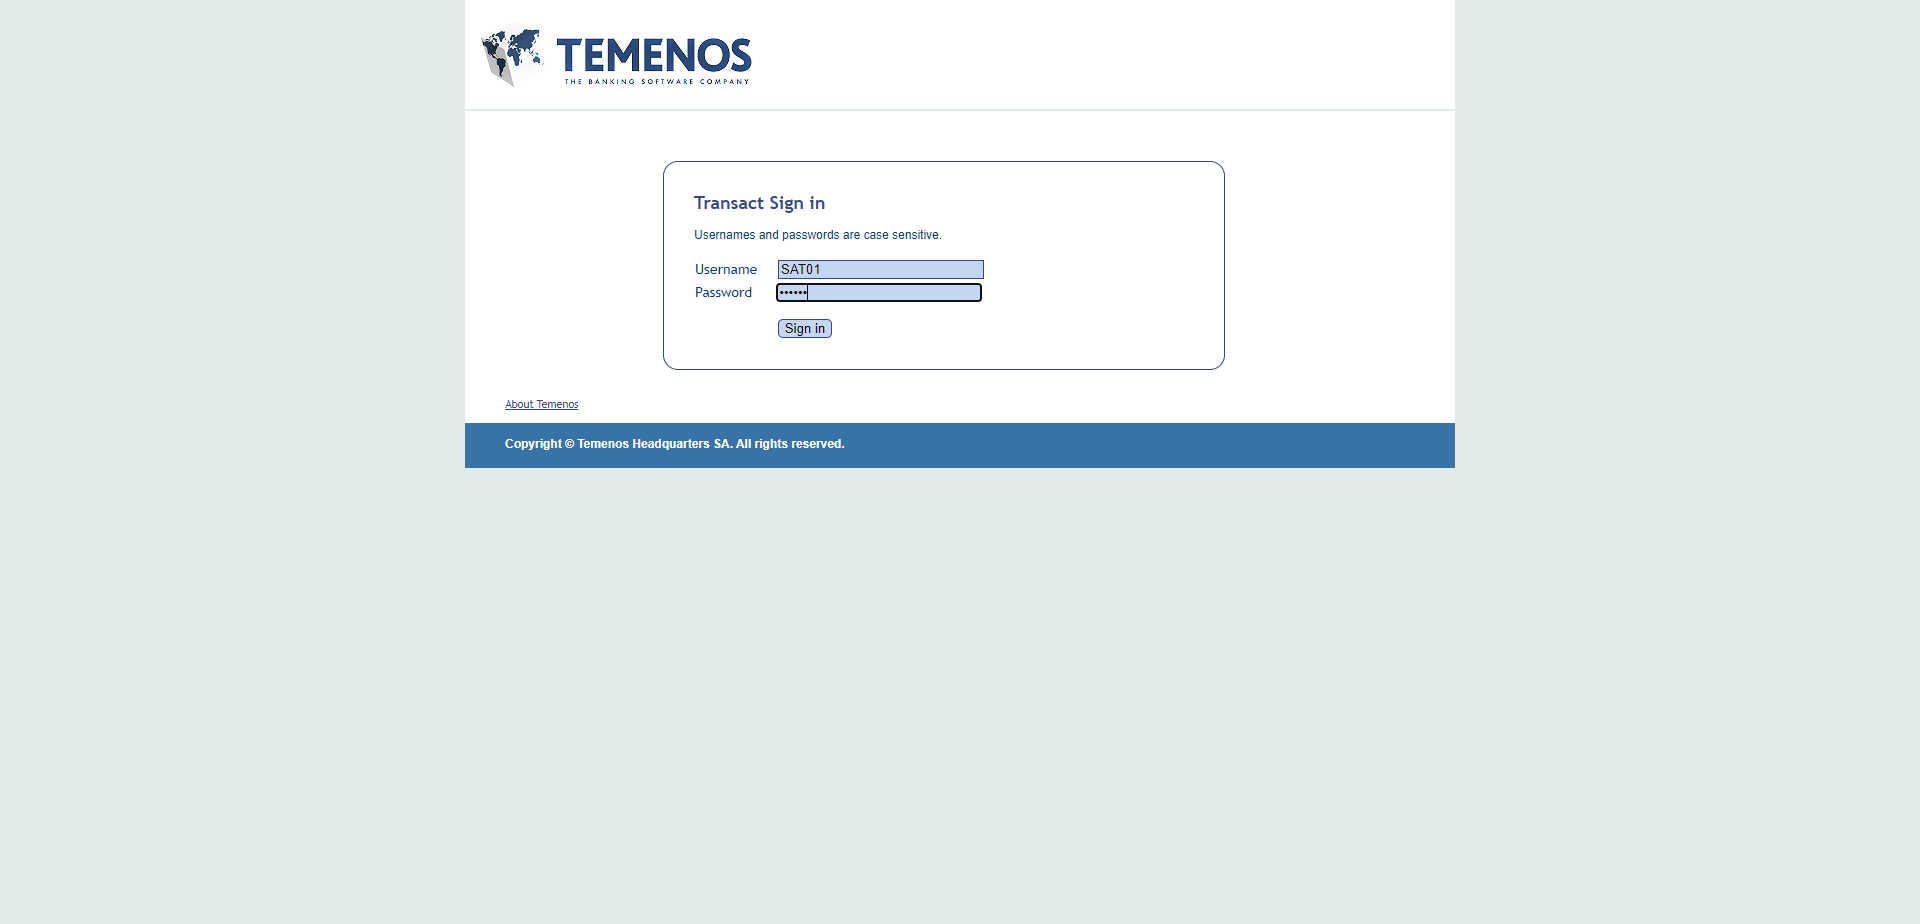 TEMENOS
THE BANKING SOFTWARE COMPANY
Transact Sign in
Usernames and passwords are case sensitive.
Username SAT01
Password ••••••
Sign in
About Temenos
Copyright © Temenos Headquarters SA. All rights reserved.